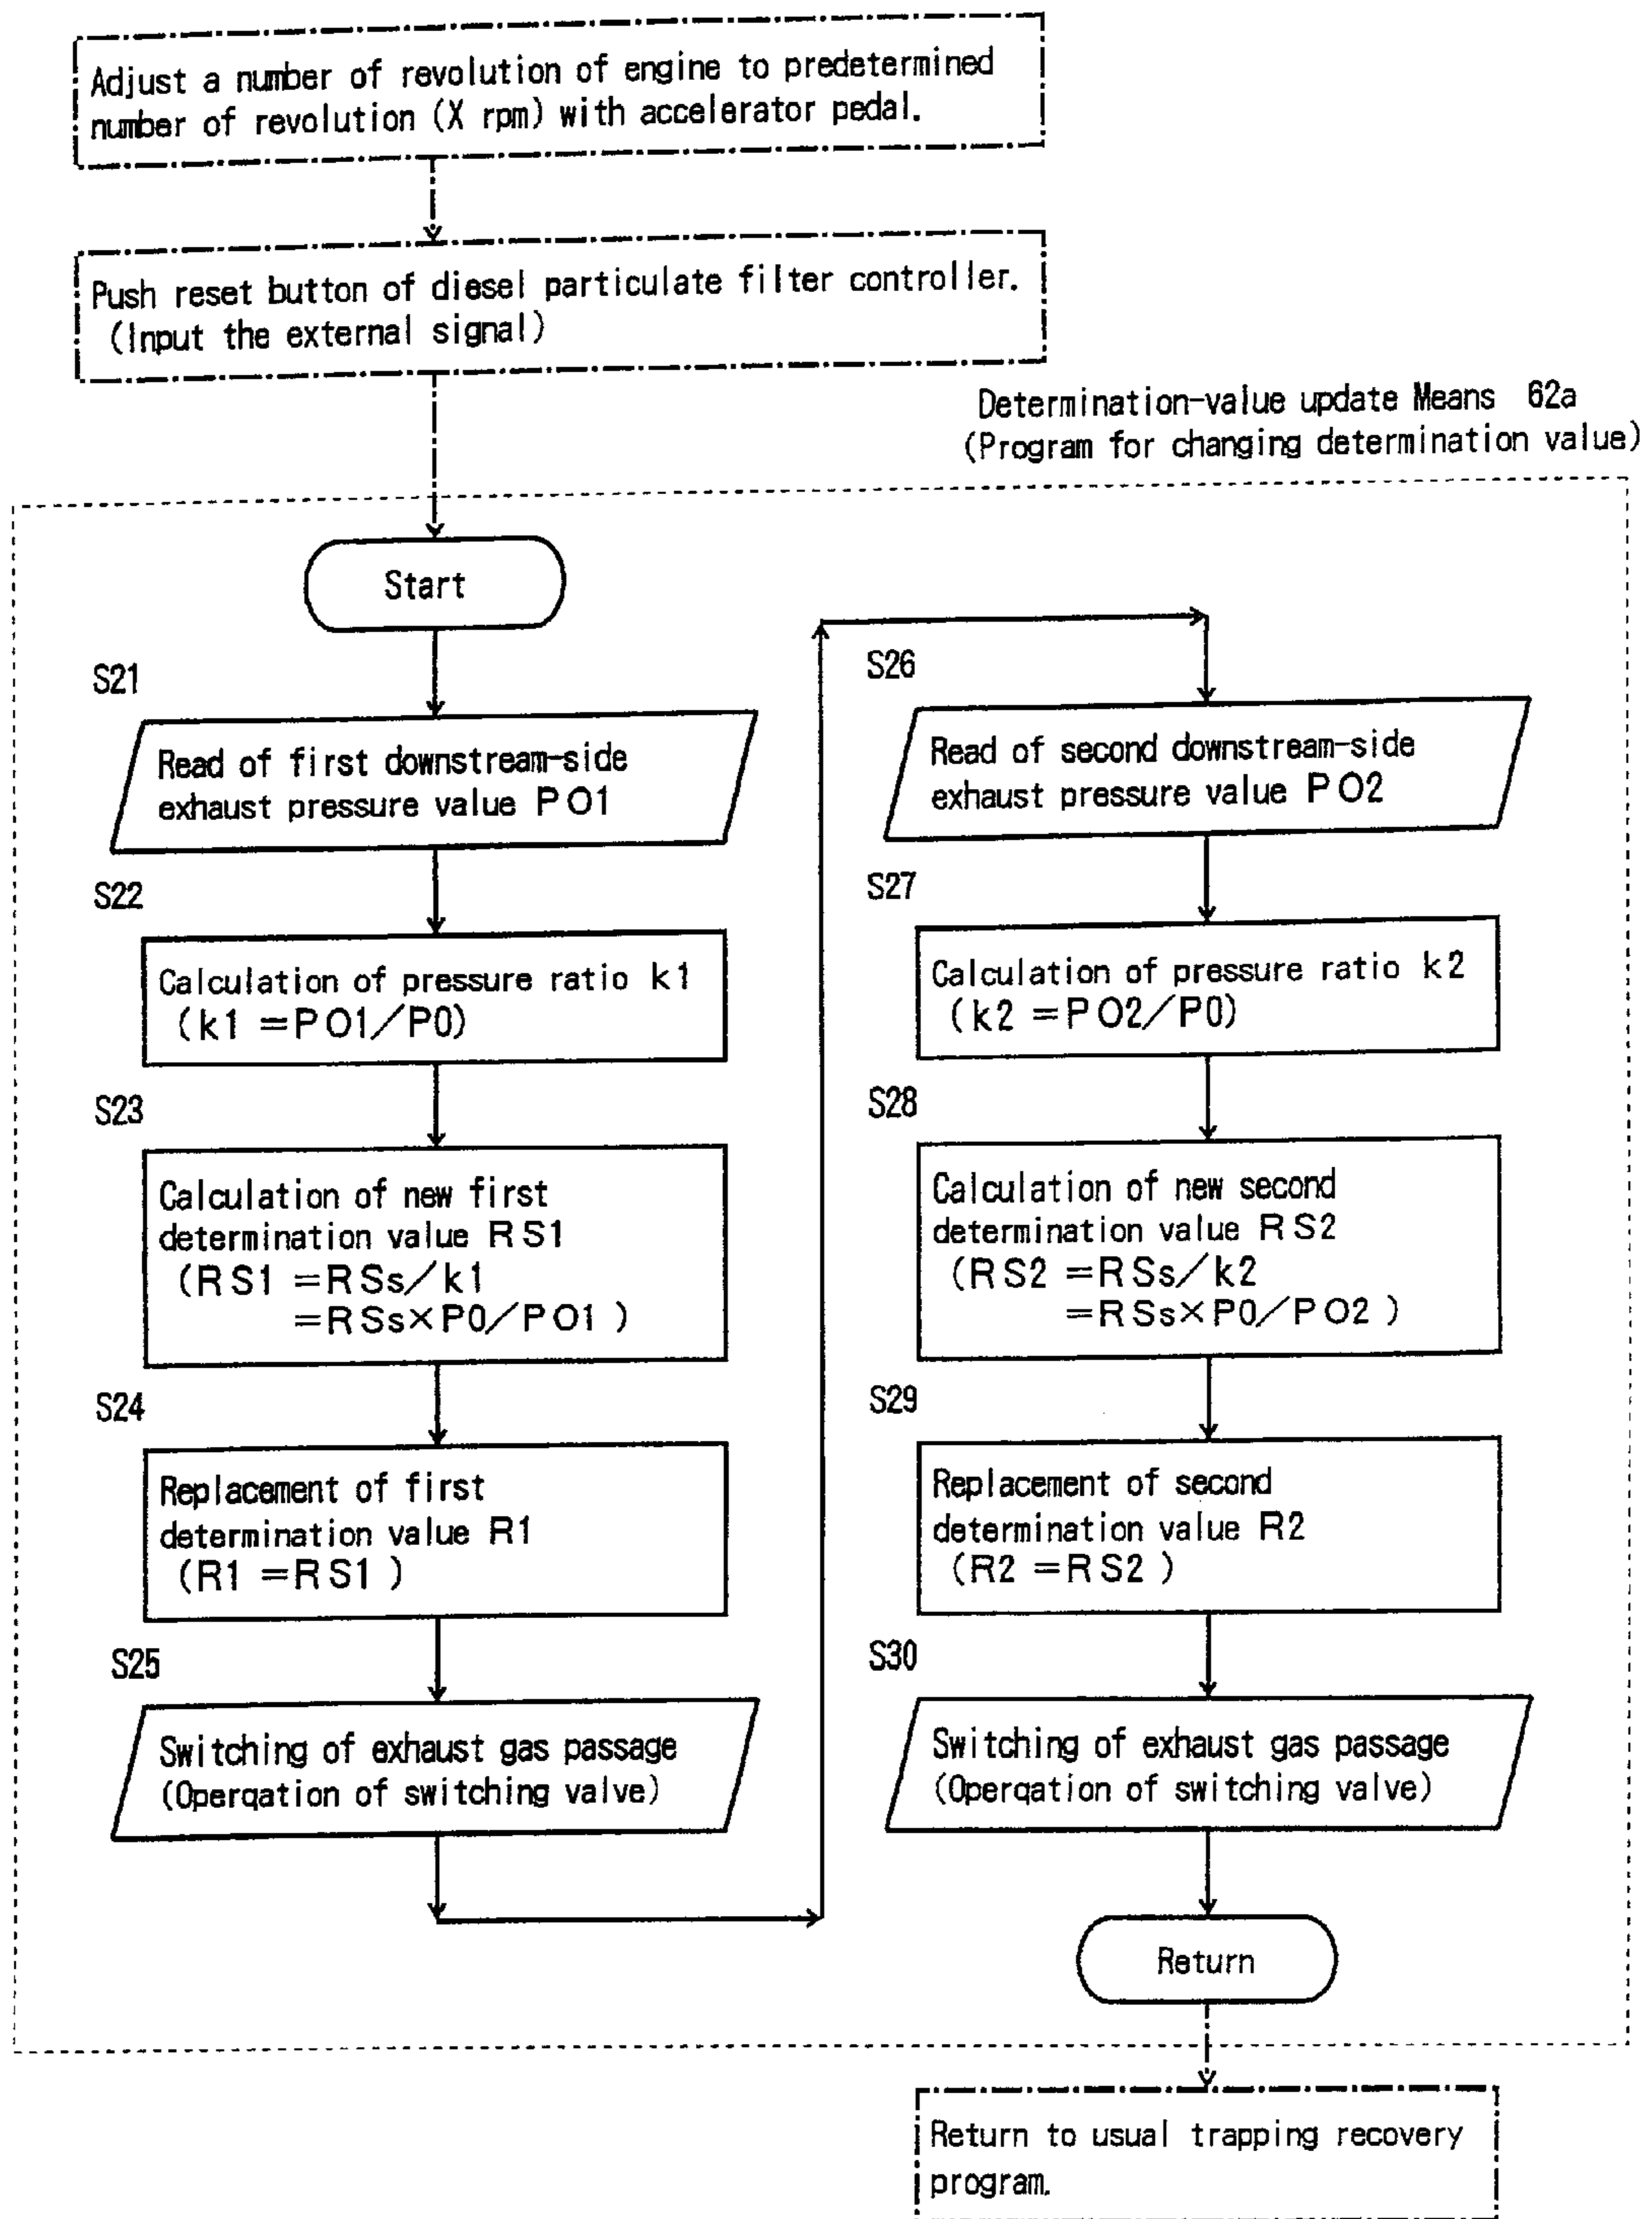 Adjust a number of revolution of engine to predetermined
number of revolution (X rpm) with accelerator pedal.
Push reset button of diesel particulate filter controller.
(Input the external signal)
Determination-value update Means 62a
(Program for changing determination value)
Start
S21
Read of first downstream-side
exhaust pressure value PO1
S22
Calculation of pressure ratio k1
(k1 =PO1/P0)
S23
Calculation of new first
determination value RS1
(RS1 =RSs/k1
=RSs×P0/PO1 )
S24
Replacement of first
determination value R1
(R1 =RS1 )
S25
Switching of exhaust gas passage
(Operqation of switching valve)
S26
Read of second downstream-side
exhaust pressure value PO2
S27
Calculation of pressure ratio k2
(k2 =PO2/P0)
S28
Calculation of new second
determination value RS2
(RS2 =RSs/k2
=RSs×P0/PO2 )
S29
Replacement of second
determination value R2
(R2 =RS2 )
S30
Switching of exhaust gas passage
(Operqation of switching valve)
Return
Return to usual trapping recovery
program.